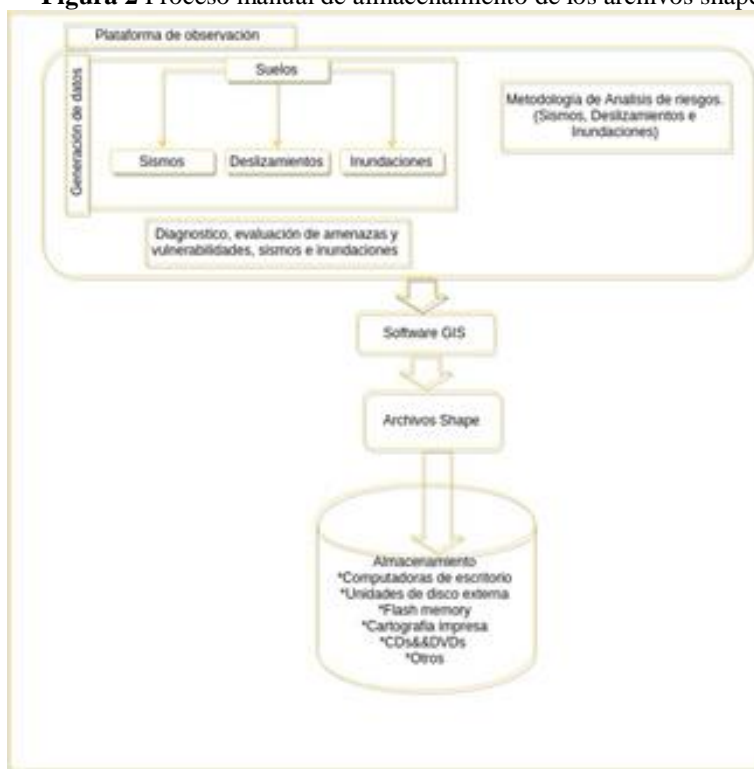 Figura 2 Proceso manual de almacenamiento de los archivos shape
Plataforma de observación
Generación de datos
Suelos
Sismos
Deslizamientos
Inundaciones
Metodología de Analisis de riesgos.
(Sismos, Deslizamientos e
Inundaciones)
Diagnostico, evaluación de amenazas y
vulnerabilidades, sismos e inundaciones
Software GIS
Archivos Shape
Almacenamiento
*Computadoras de escritorio
*Unidades de disco externa
*Flash memory
*Cartografia impresa
*CDs&&DVDs
*Otros